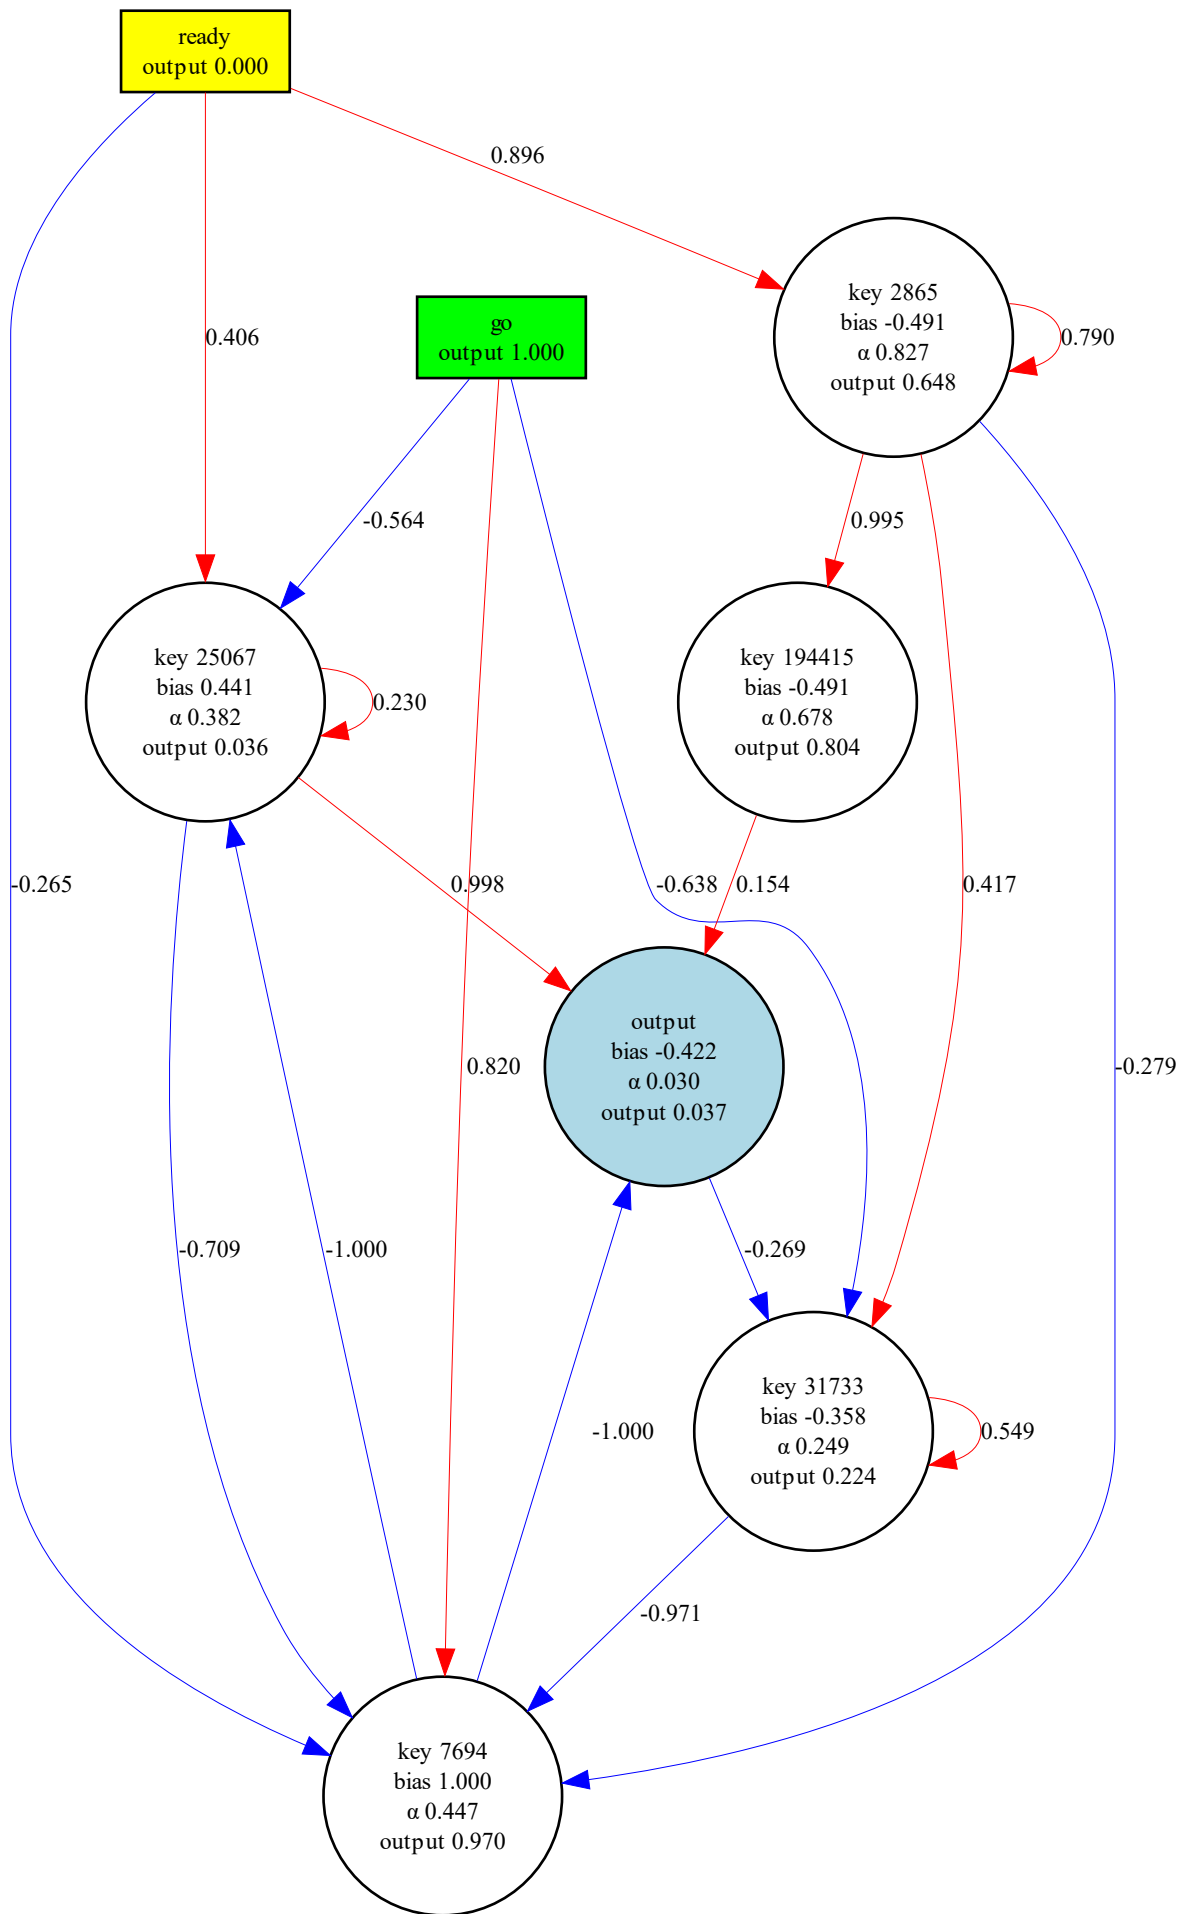 ready
output 0.000
0.896
key 2865
bias -0.491
α 0.827
output 0.648
0.790
0.406
go
output 1.000
-0.564
0.995
key 25067
bias 0.441
α 0.382
output 0.036
0.230
key 194415
bias -0.491
α 0.678
output 0.804
-0.265
0.998
-0.638
0.154
0.417
output
bias -0.422
α 0.030
output 0.037
0.820
-0.279
-0.709
-1.000
-0.269
key 31733
bias -0.358
α 0.249
output 0.224
0.549
-1.000
-0.971
key 7694
bias 1.000
α 0.447
output 0.970